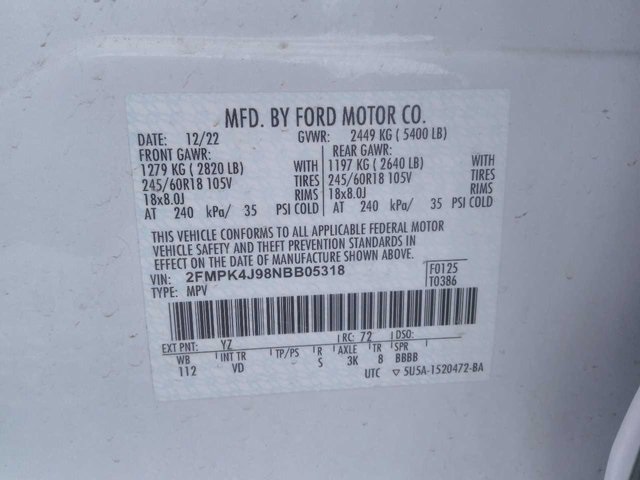 MFD. BY FORD MOTOR CO.
DATE: 12/22 GVWR: 2449 KG ( 5400 LB)
FRONT GAWR: REAR GAWR:
1279 KG ( 2820 LB) WITH 1197 KG ( 2640 LB) WITH
245/60R18 105V TIRES 245/60R18 105V TIRES
18x8.0J RIMS 18x8.0J RIMS
AT 240 kPa/ 35 PSI COLD AT 240 kPa/ 35 PSI COLD
THIS VEHICLE CONFORMS TO ALL APPLICABLE FEDERAL MOTOR
VEHICLE SAFETY AND THEFT PREVENTION STANDARDS IN
EFFECT ON THE DATE OF MANUFACTURE SHOWN ABOVE.
VIN: 2FMPK4J98NBB05318 F0125
TYPE: MPV T0386
EXT PNT: YZ RC: 72 DSO:
WB INT TR TP/PS R AXLE TR SPR
112 VD S 3K 8 BBBB
UTC ▽ 5U5A-1520472-BA